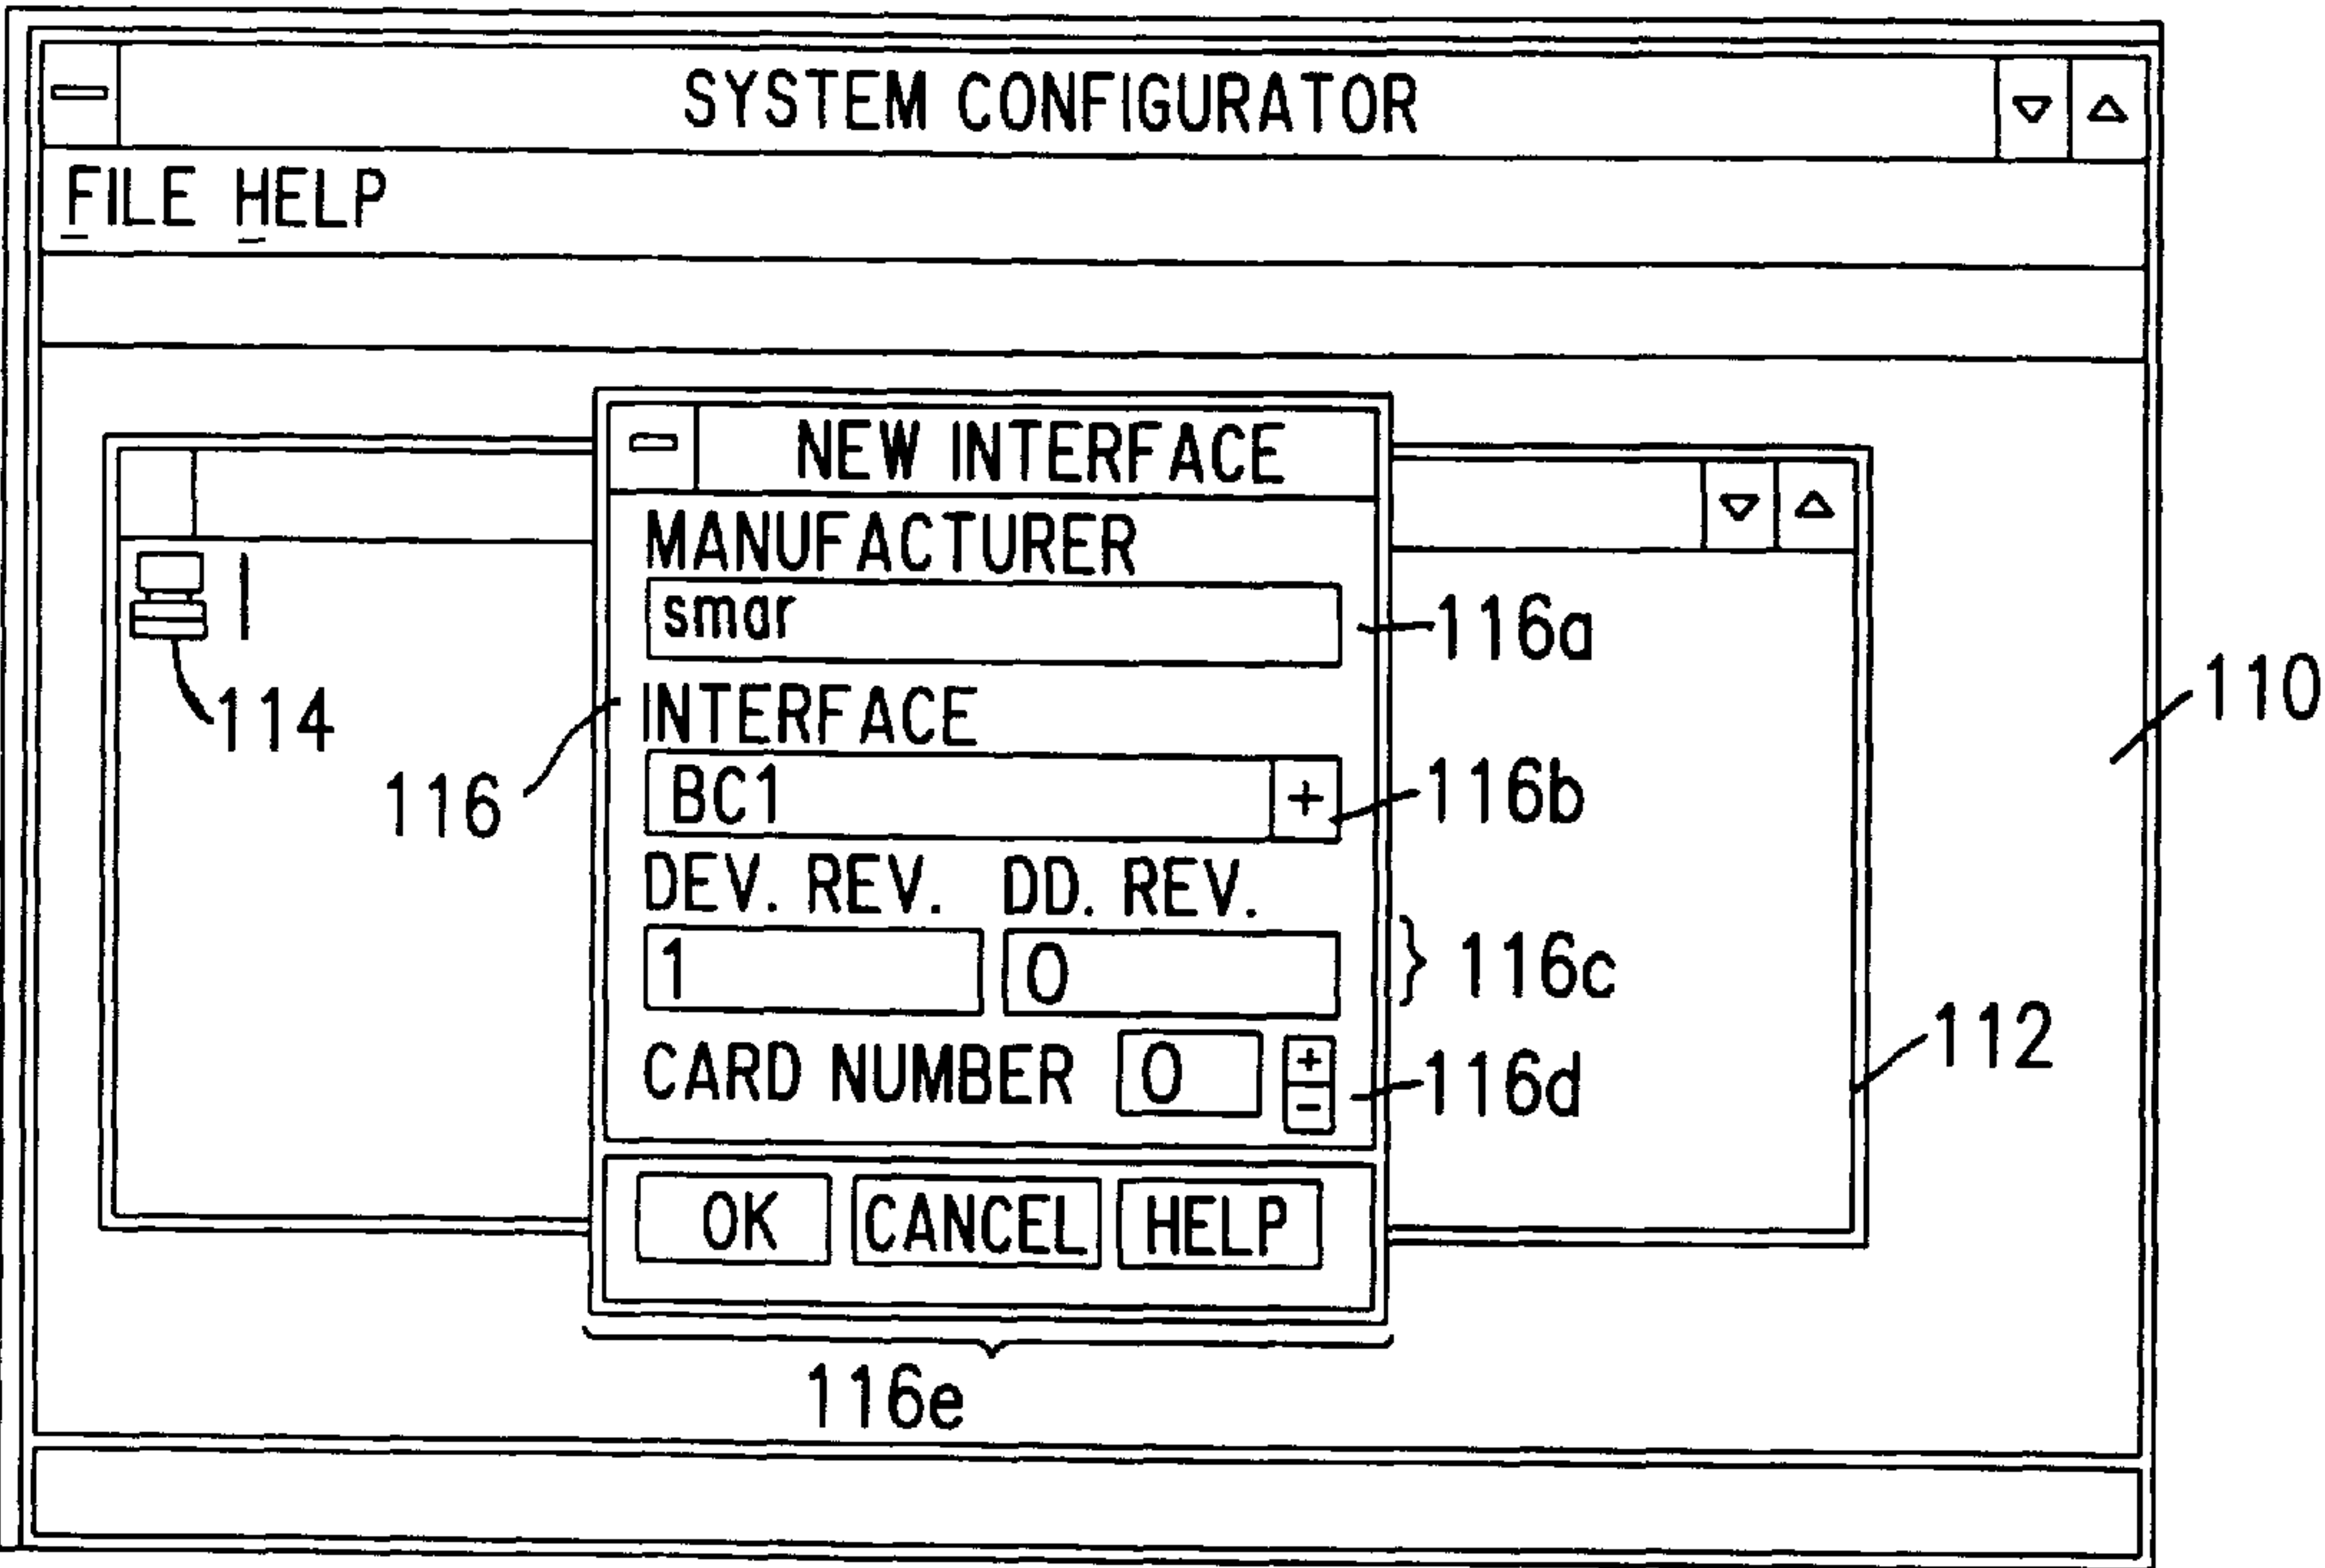 SYSTEM CONFIGURATOR
FILE HELP
NEW INTERFACE
MANUFACTURER
smar
116a
114
INTERFACE
110
116
BC1
+
116b
DEV. REV. DD. REV.
1 0
116c
112
CARD NUMBER 0
+
-
116d
OK CANCEL HELP
116e